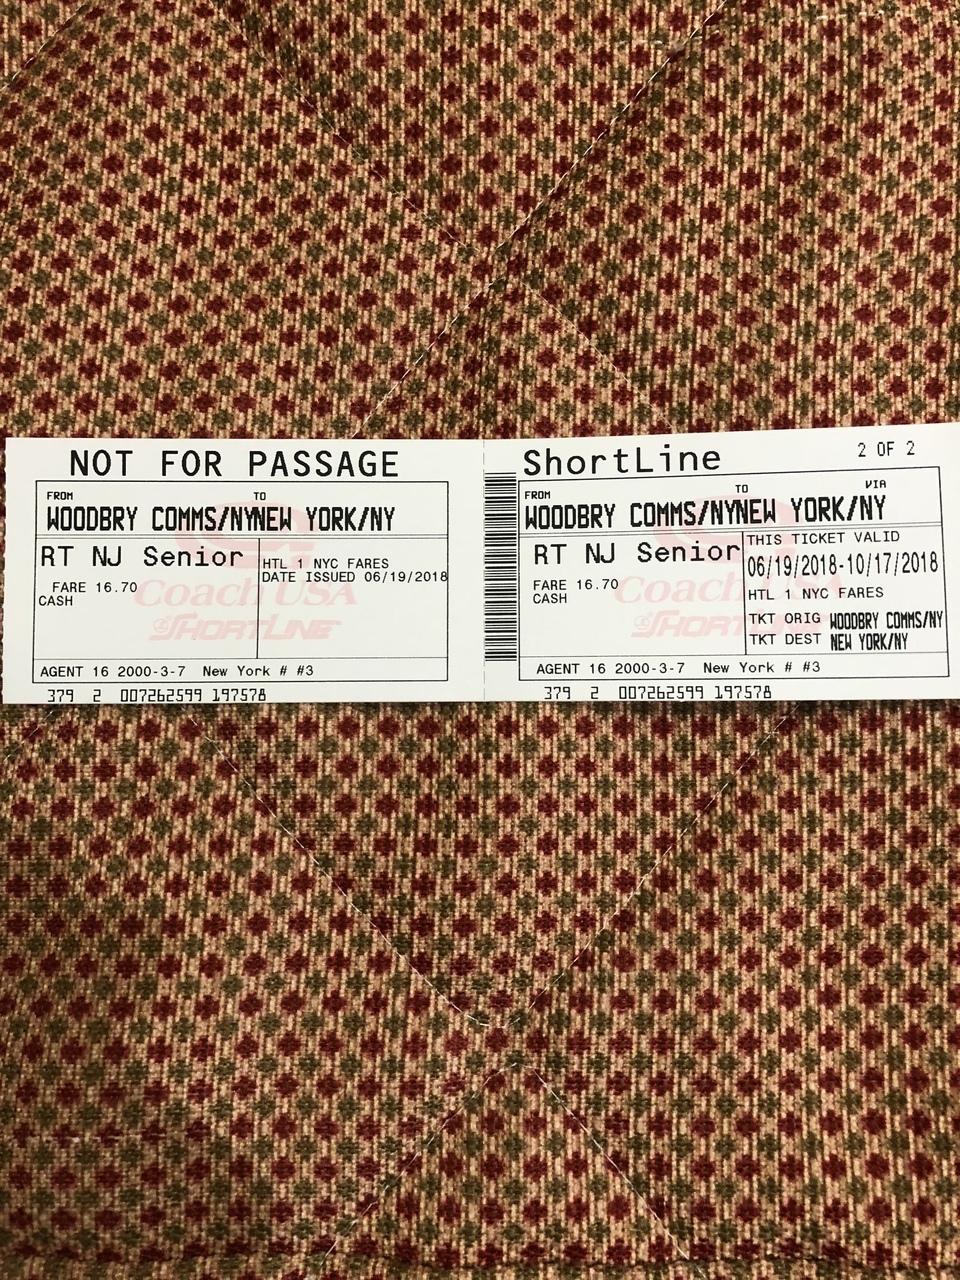 NOT FOR PASSAGE
FROM TO
WOODBRY COMMS/NYNEW YORK/NY
RT NJ Senior
HTL 1 NYC FARES
DATE ISSUED 06/19/2018
FARE 16.70
CASH
Coach USA
SHORTLINE
AGENT 16 2000-3-7 New York # #3
379 2 007262599 197578
ShortLine 2 OF 2
FROM TO VIA
WOODBRY COMMS/NYNEW YORK/NY
RT NJ Senior
THIS TICKET VALID
06/19/2018-10/17/2018
FARE 16.70
CASH
HTL 1 NYC FARES
TKT ORIG WOODBRY COMMS/NY
TKT DEST NEW YORK/NY
Coach USA
SHORTLINE
AGENT 16 2000-3-7 New York # #3
379 2 007262599 197578